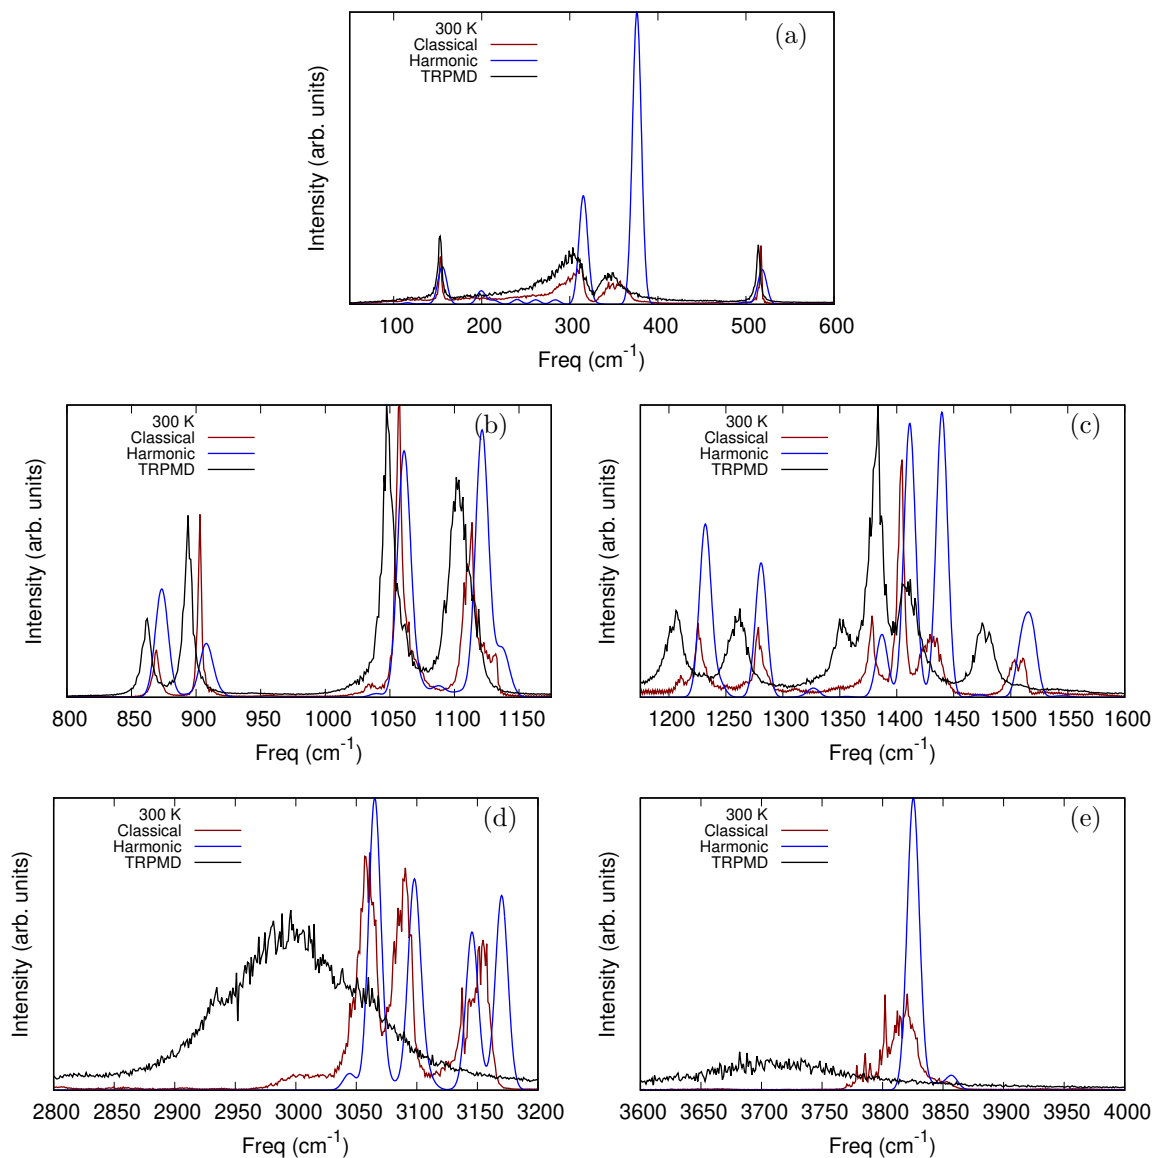 300 K
Classical
Harmonic
TRPMD
(a)
Intensity (arb. units)
100 200 300 400 500 600
Freq (cm-1)
300 K
Classical
Harmonic
TRPMD
(b)
Intensity (arb. units)
800 850 900 950 1000 1050 1100 1150
Freq (cm-1)
300 K
Classical
Harmonic
TRPMD
(c)
Intensity (arb. units)
1200 1250 1300 1350 1400 1450 1500 1550 1600
Freq (cm-1)
300 K
Classical
Harmonic
TRPMD
(d)
Intensity (arb. units)
2800 2850 2900 2950 3000 3050 3100 3150 3200
Freq (cm-1)
300 K
Classical
Harmonic
TRPMD
(e)
Intensity (arb. units)
3600 3650 3700 3750 3800 3850 3900 3950 4000
Freq (cm-1)